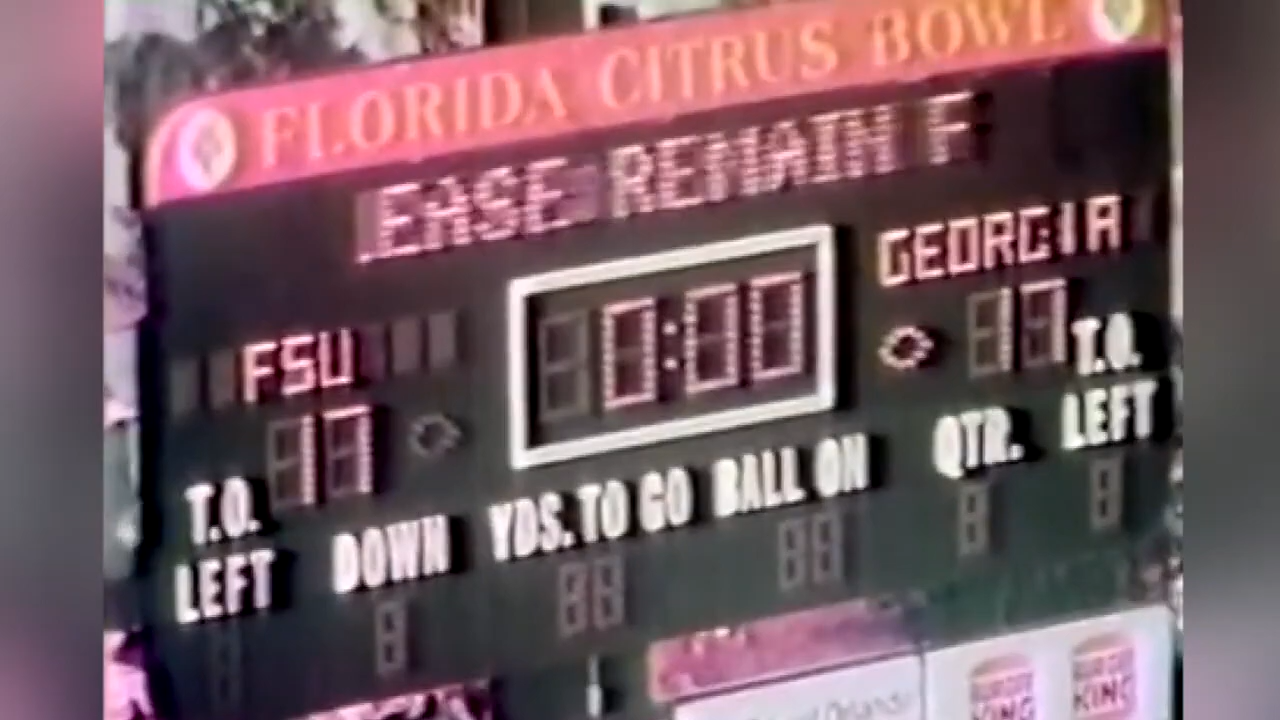 FLORIDA CITRUS BOWL
EASE REMAIN F
GEORGIA
FSU
0:00
17
17
T.O. LEFT
T.O. LEFT
DOWN
YDS. TO GO
BALL ON
QTR.
BURGER KING
BURGER KING